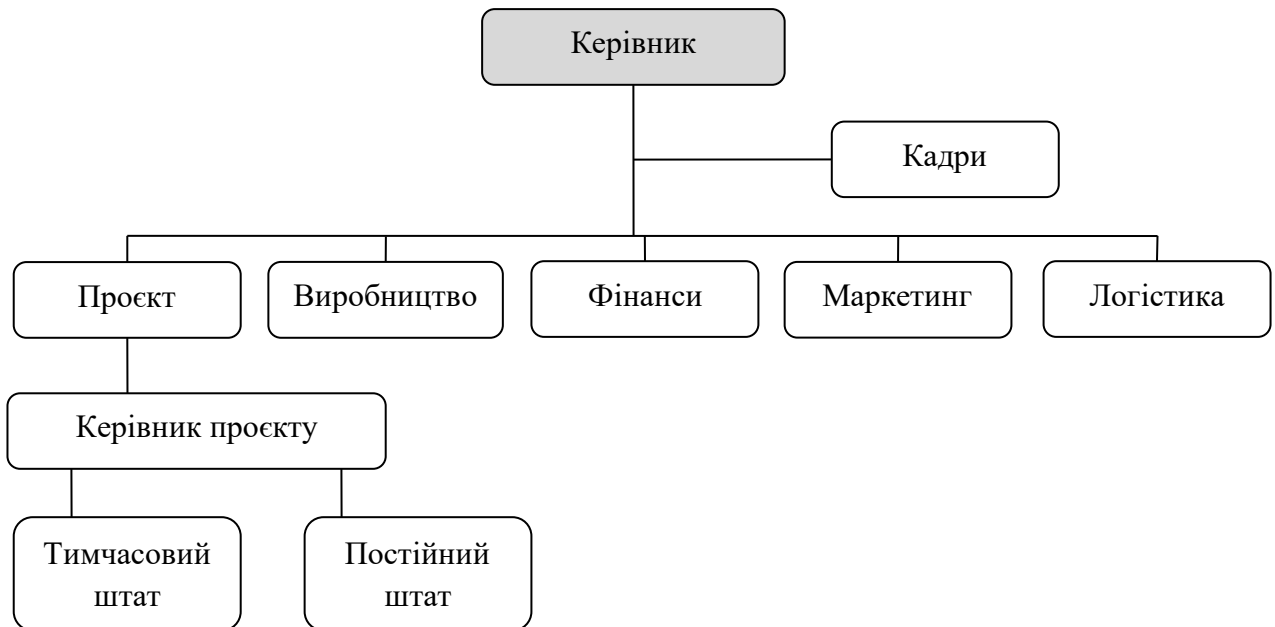 Керівник
Кадри
Проєкт
Виробництво
Фінанси
Маркетинг
Логістика
Керівник проєкту
Тимчасовий
штат
Постійний
штат